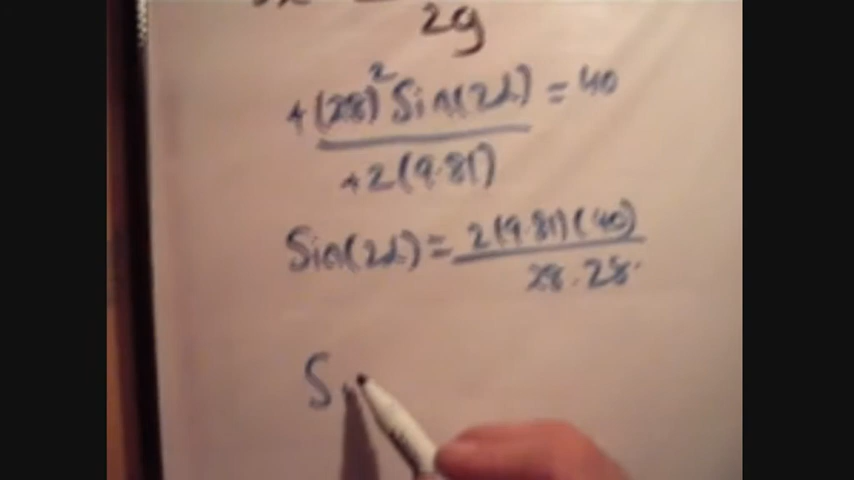 2g
+(28)² Sin(2α) = 40
+2(9.81)
Sin(2α) = 2(9.81)(40)
28.28
S